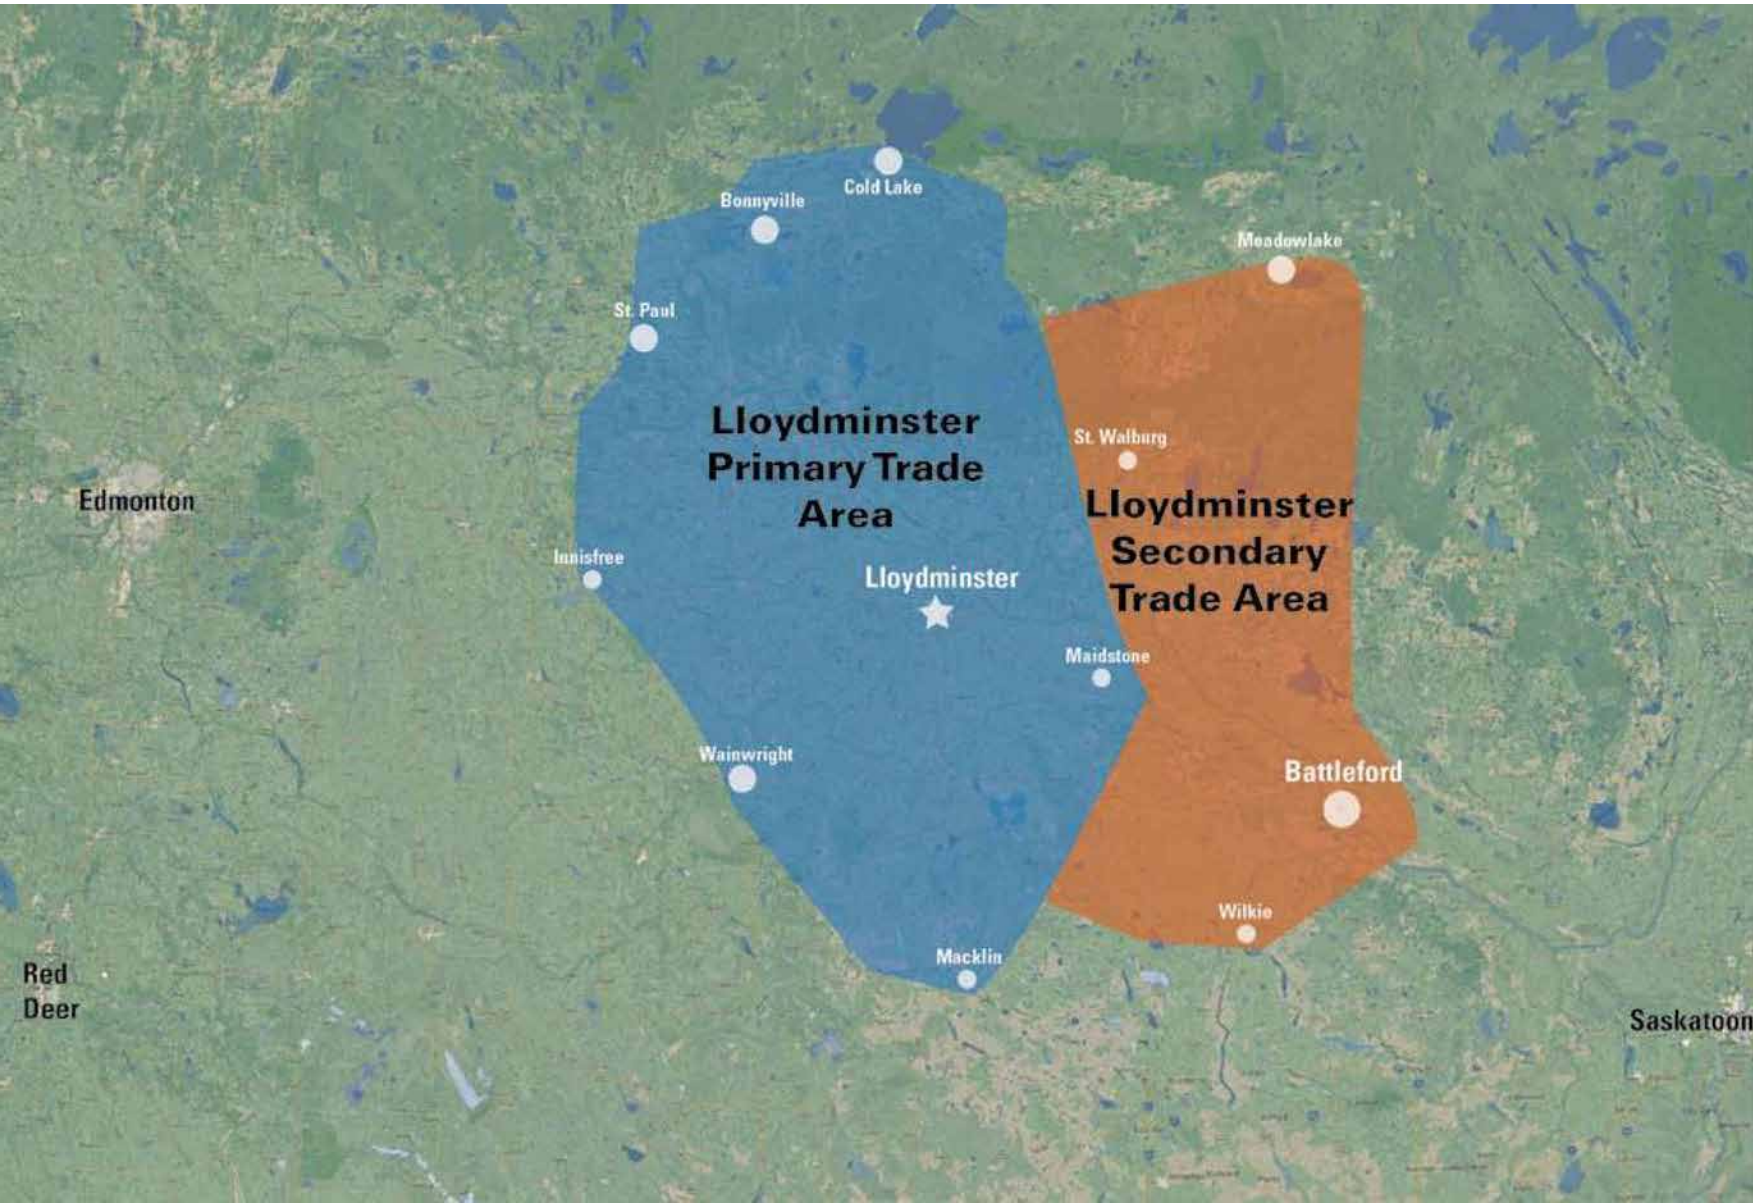 Cold Lake
Bonnyville
Meadowlake
St. Paul
Lloydminster
Primary Trade
Area
St. Walburg
Edmonton
Lloydminster
Secondary
Trade Area
Innisfree
Lloydminster
Maidstone
Wainwright
Battleford
Wilkie
Macklin
Red
Deer
Saskatoon